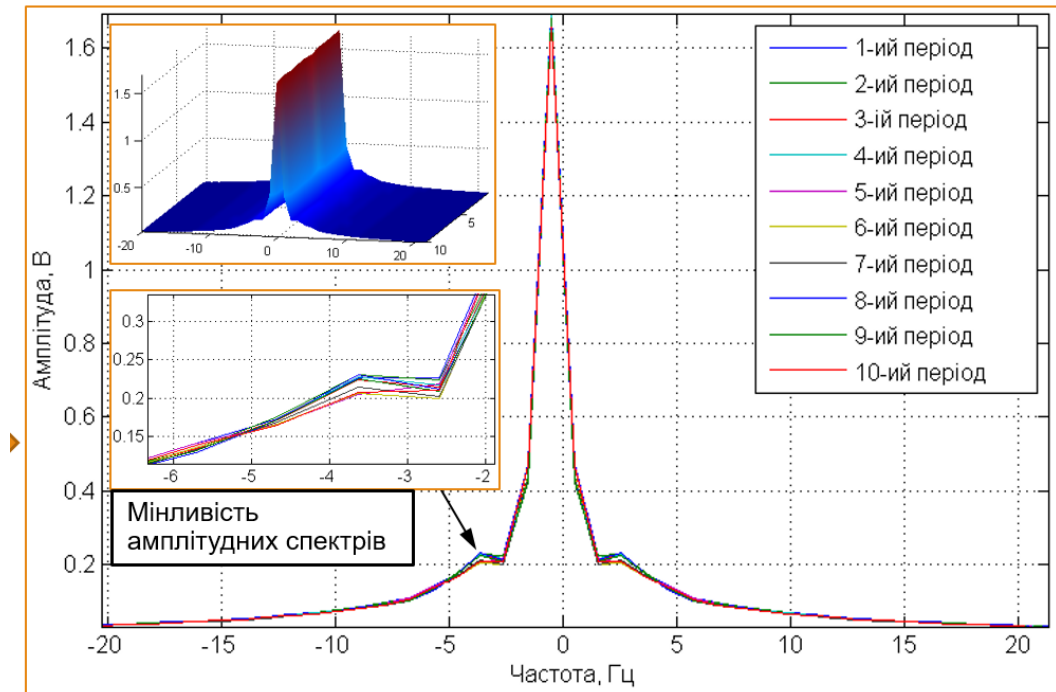 1.6
1.4
1.2
1
0.8
0.6
0.4
0.2
Амплітуда, В
1.5
1
0.5
-20
-10
0
10
20
10
5
0.3
0.25
0.2
0.15
-6
-5
-4
-3
-2
Мінливість
амплітудних спектрів
1-ий період
2-ий період
3-ій період
4-ий період
5-ий період
6-ий період
7-ий період
8-ий період
9-ий період
10-ий період
-20
-15
-10
-5
0
5
10
15
20
Частота, Гц